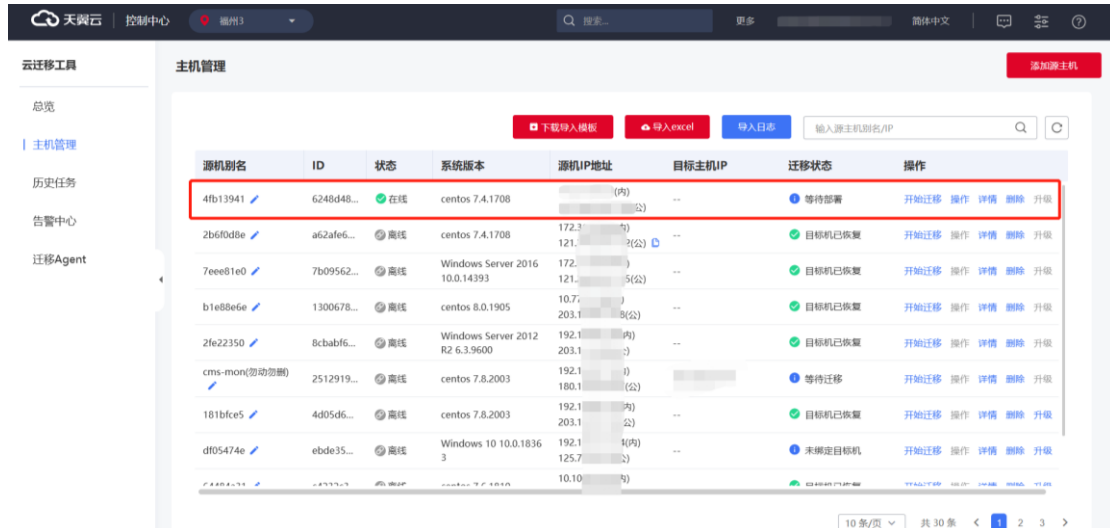 天翼云 控制中心 福州3 搜索... 更多 简体中文
云迁移工具
总览
主机管理
历史任务
告警中心
迁移Agent
主机管理 添加源主机
下载导入模板 导入excel 导入日志 输入源主机别名/IP
源机别名 ID 状态 系统版本 源机IP地址 目标主机IP 迁移状态 操作
4fb13941 6248d48... 在线 centos 7.4.1708 (内) -- 等待部署 开始迁移 操作 详情 删除 升级
公)
2b6f0d8e a62afe6... 离线 centos 7.4.1708 172.3 内) -- 目标机已恢复 开始迁移 操作 详情 删除 升级
121. 2(公)
7eee81e0 7b09562... 离线 Windows Server 2016 172. ) -- 目标机已恢复 开始迁移 操作 详情 删除 升级
10.0.14393 121. 5(公)
b1e88e6e 1300678... 离线 centos 8.0.1905 10.7 ) -- 目标机已恢复 开始迁移 操作 详情 删除 升级
203.1 8(公)
2fe22350 8cbabf6... 离线 Windows Server 2012 192.1 内) -- 目标机已恢复 开始迁移 操作 详情 删除 升级
R2 6.3.9600 203.1 )
cms-mon(勿动勿删) 2512919... 离线 centos 7.8.2003 192.1 ) 等待迁移 开始迁移 操作 详情 删除 升级
180.1 (公)
181bfce5 4d05d6... 离线 centos 7.8.2003 192.1 内) -- 目标机已恢复 开始迁移 操作 详情 删除 升级
203.1 公)
df05474e ebde35... 离线 Windows 10 10.0.1836 192.1 4(内) -- 未绑定目标机 开始迁移 操作 详情 删除 升级
3 125.7 )
10.10 内)
10 条/页 共 30 条 1 2 3